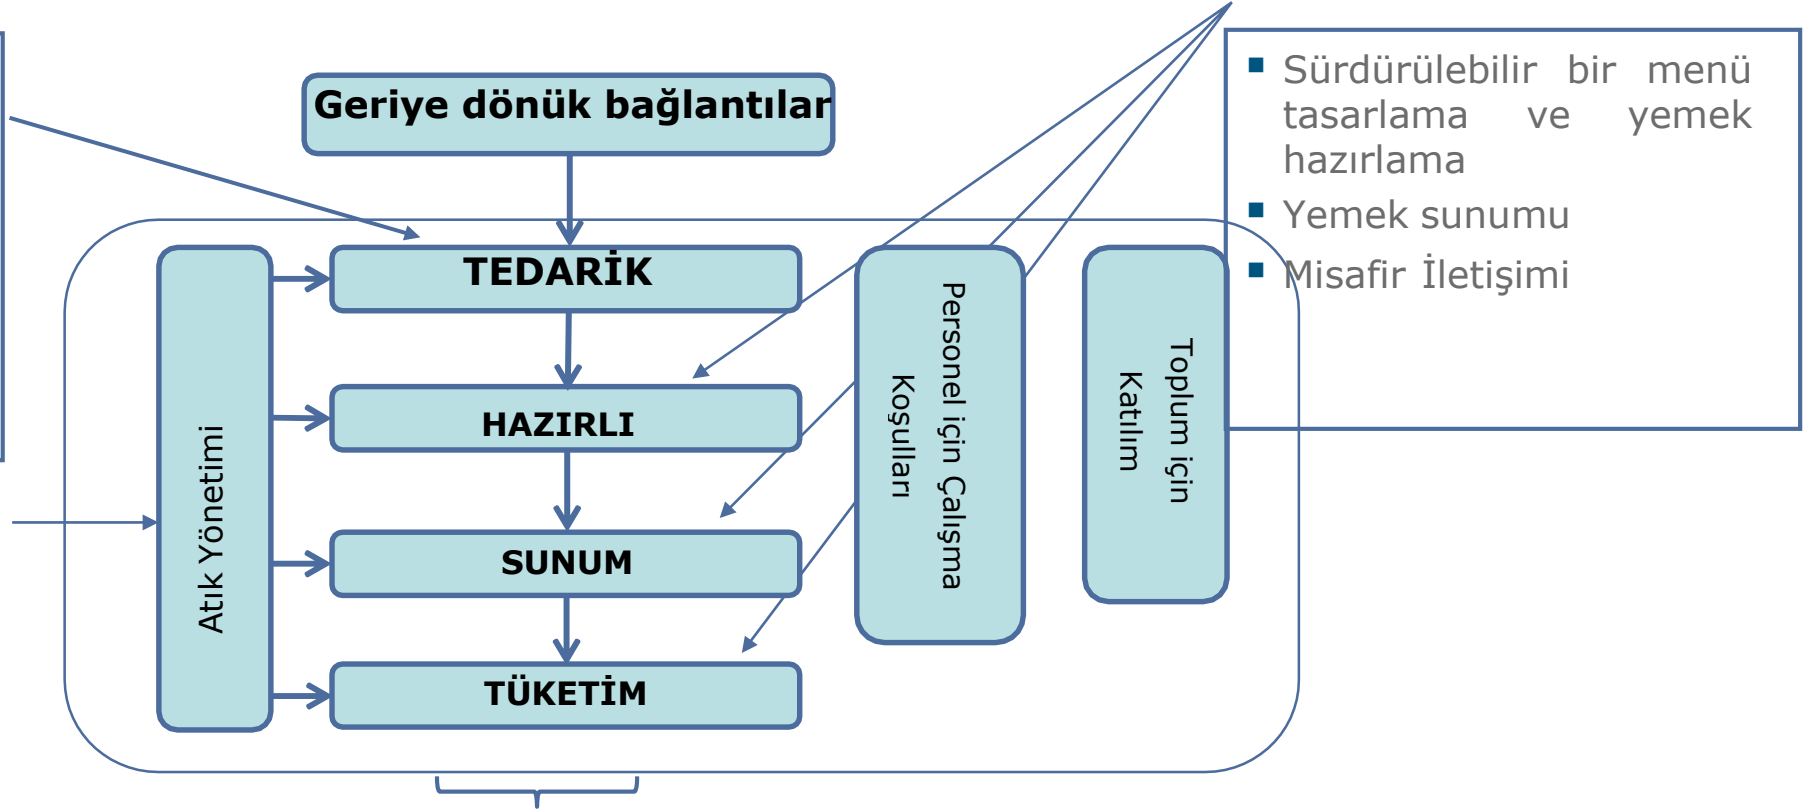 Geriye dönük bağlantılar
Sürdürülebilir bir menü
tasarlama ve yemek
hazırlama
Yemek sunumu
Misafir İletişimi
TEDARİK
HAZIRLI
SUNUM
TÜKETİM
Atık Yönetimi
Personel için Çalışma
Koşulları
Toplum için
Katılım